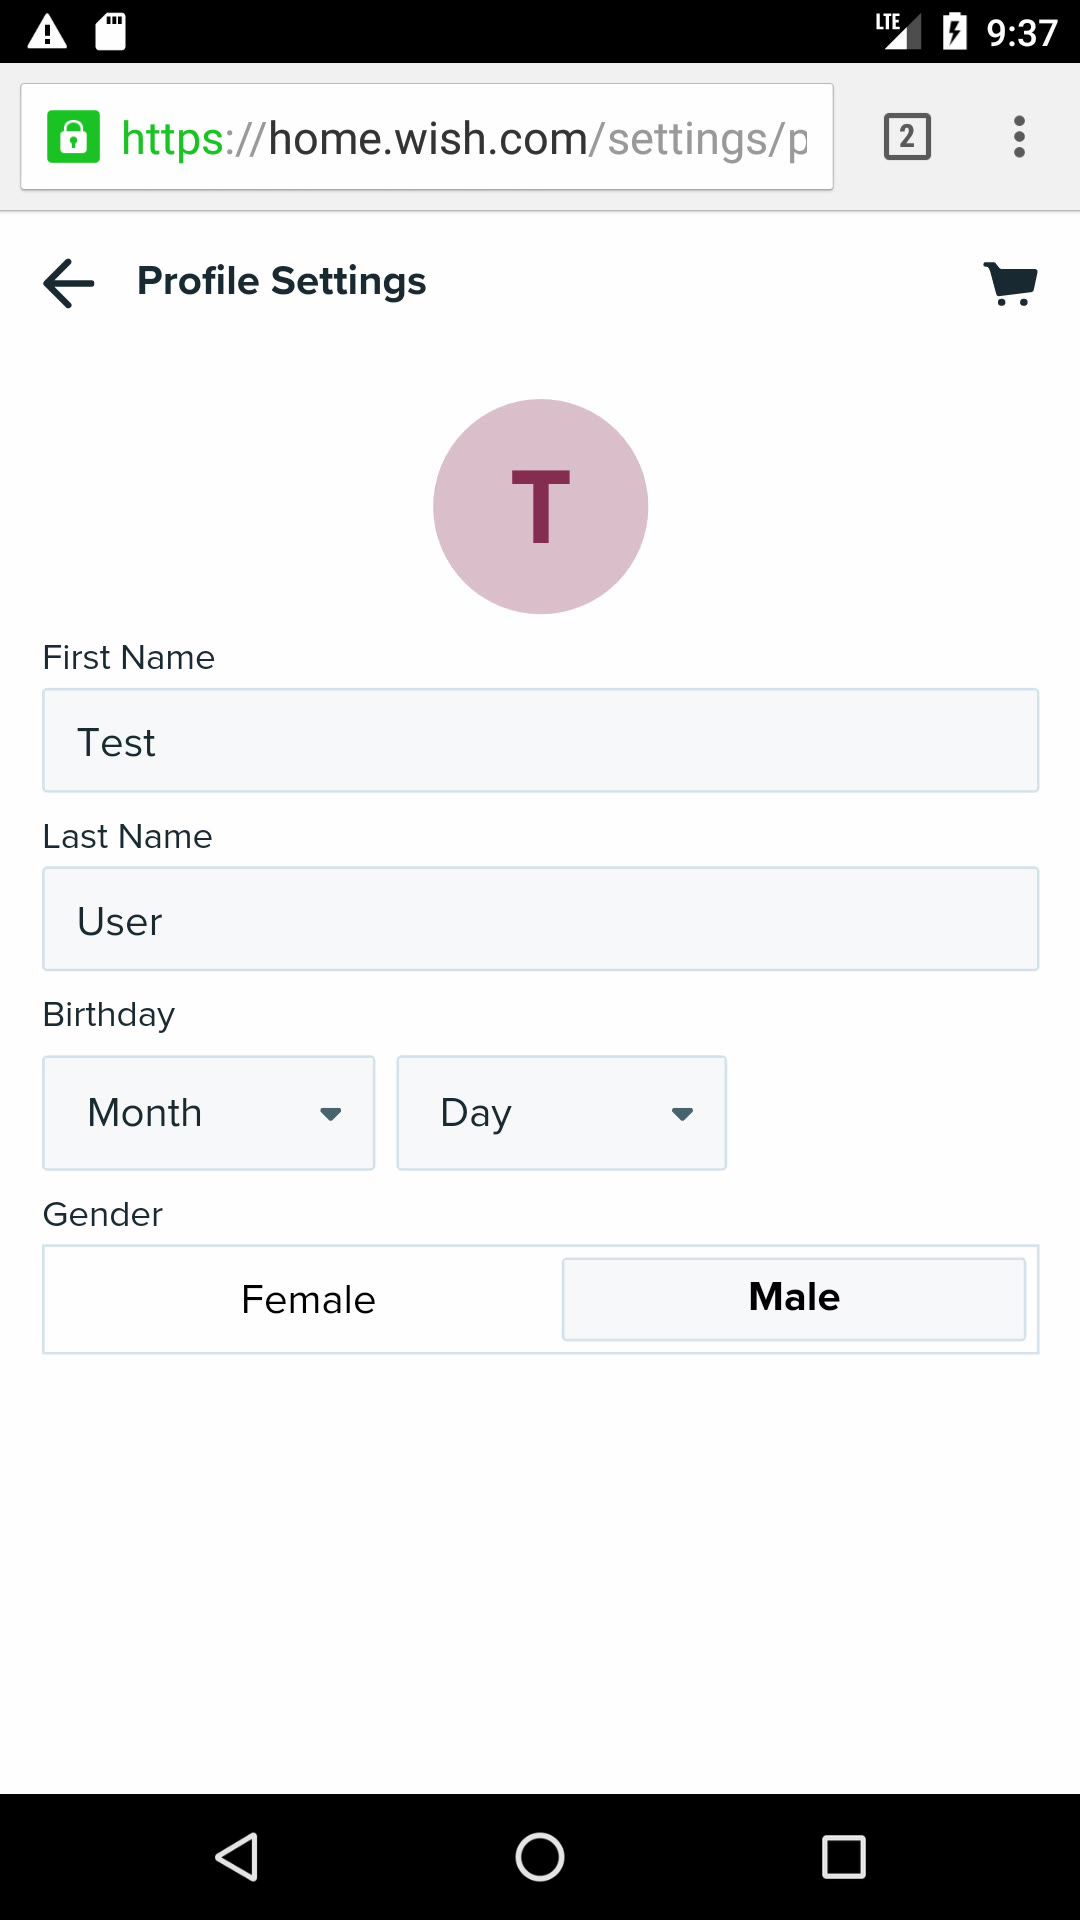 LTE 9:37
https://home.wish.com/settings/p 2
Profile Settings
T
First Name
Test
Last Name
User
Birthday
Month Day
Gender
Female Male